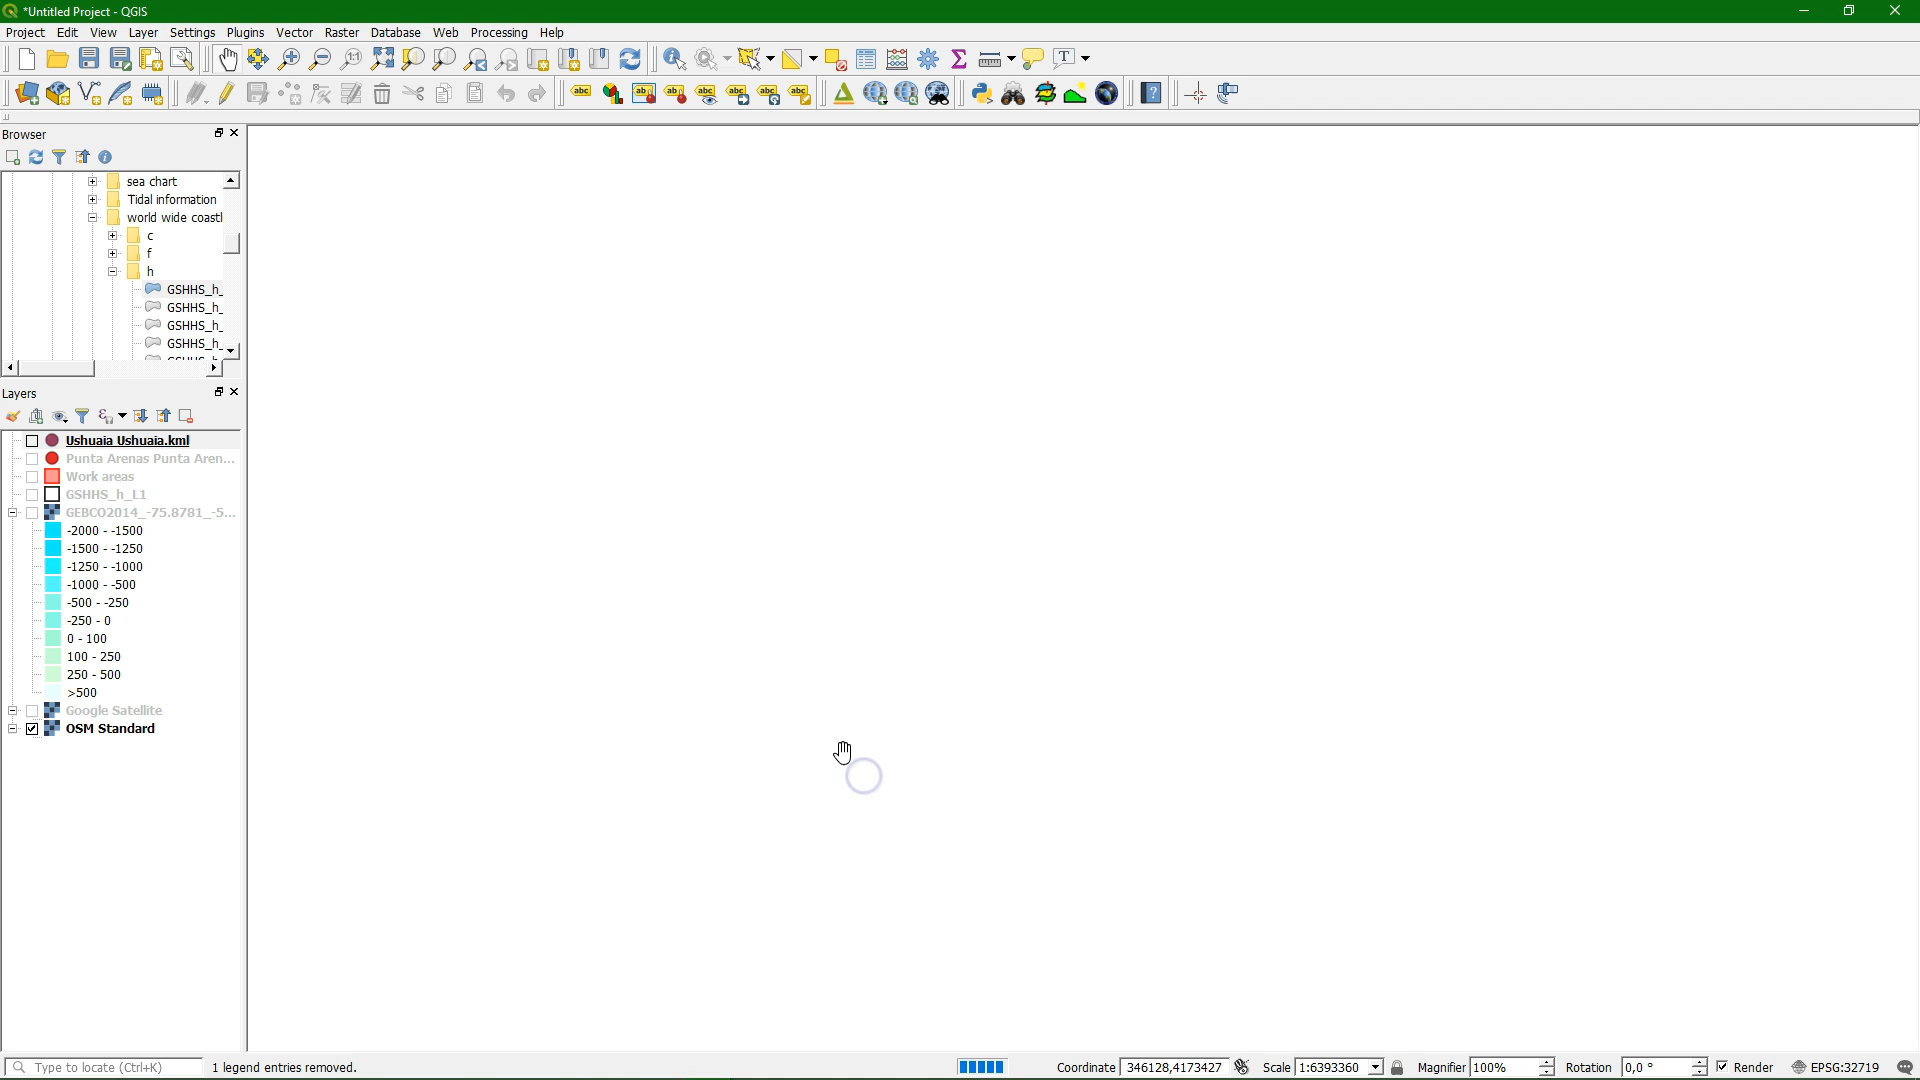 *Untitled Project - QGIS
Project Edit View Layer Settings Plugins Vector Raster Database Web Processing Help
Browser
sea chart
Tidal information
world wide coastl
c
f
h
GSHHS_h_
GSHHS_h_
GSHHS_h_
GSHHS_h_
Layers
Ushuaia Ushuaia.kml
Punta Arenas Punta Aren...
Work areas
GSHHS_h_L1
GEBCO2014_-75.8781_-5...
-2000 - -1500
-1500 - -1250
-1250 - -1000
-1000 - -500
-500 - -250
-250 - 0
0 - 100
100 - 250
250 - 500
>500
Google Satellite
OSM Standard
Type to locate (Ctrl+K) 1 legend entries removed. Coordinate 346128,4173427 Scale 1:6393360 Magnifier 100% Rotation 0,0 ° Render EPSG:32719